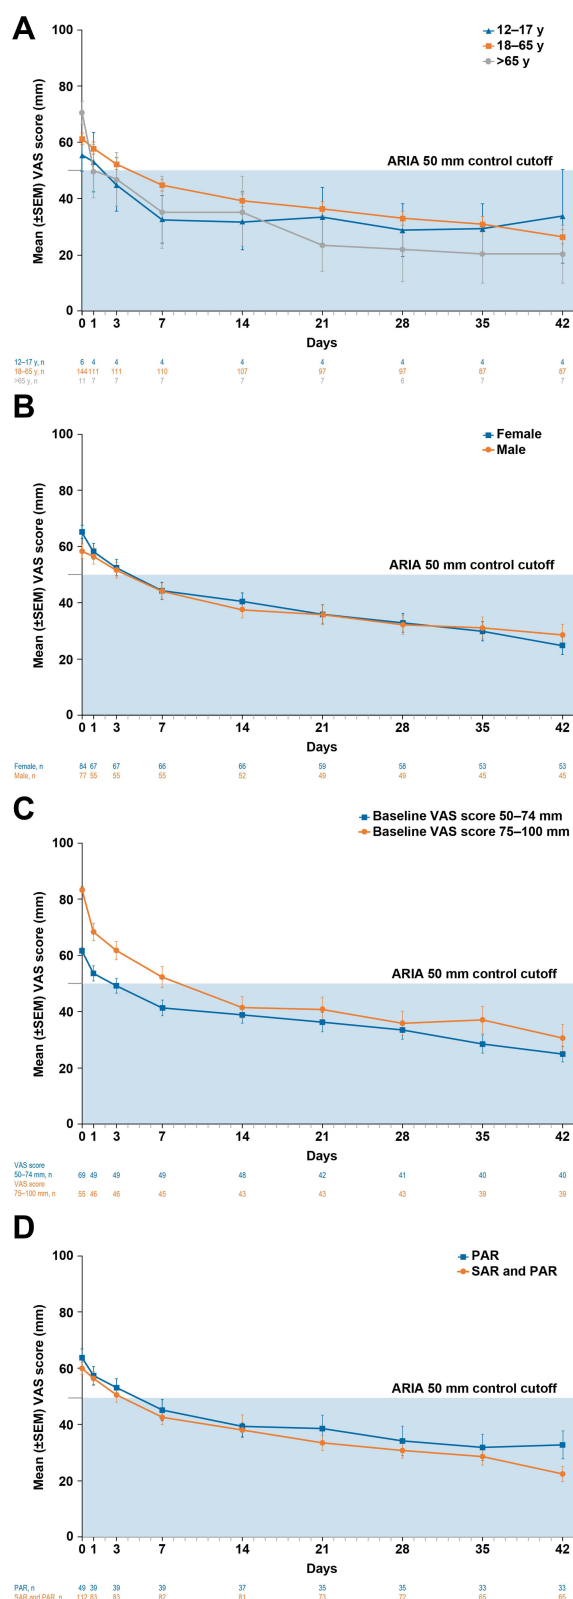 A
12–17 y
18–65 y
>65 y
Mean (±SEM) VAS score (mm)
100
80
60
40
20
0
ARIA 50 mm control cutoff
0 1 3 7 14 21 28 35 42
Days
12–17 y, n 6 4 4 4 4 4 4 4 4
18–65 y, n 144 111 111 110 107 97 97 87 87
>65 y, n 11 7 7 7 7 7 6 7 7
B
Female
Male
Mean (±SEM) VAS score (mm)
100
80
60
40
20
0
ARIA 50 mm control cutoff
0 1 3 7 14 21 28 35 42
Days
Female, n 84 67 67 66 66 59 58 53 53
Male, n 77 55 55 55 52 49 49 45 45
C
Baseline VAS score 50–74 mm
Baseline VAS score 75–100 mm
Mean (±SEM) VAS score (mm)
100
80
60
40
20
0
ARIA 50 mm control cutoff
0 1 3 7 14 21 28 35 42
Days
VAS score
50–74 mm, n 69 49 49 49 48 42 41 40 40
VAS score
75–100 mm, n 55 46 46 45 43 43 43 39 39
D
PAR
SAR and PAR
Mean (±SEM) VAS score (mm)
100
80
60
40
20
0
ARIA 50 mm control cutoff
0 1 3 7 14 21 28 35 42
Days
PAR, n 49 39 39 39 37 35 35 33 33
SAR and PAR, n 112 83 83 82 81 73 72 65 65